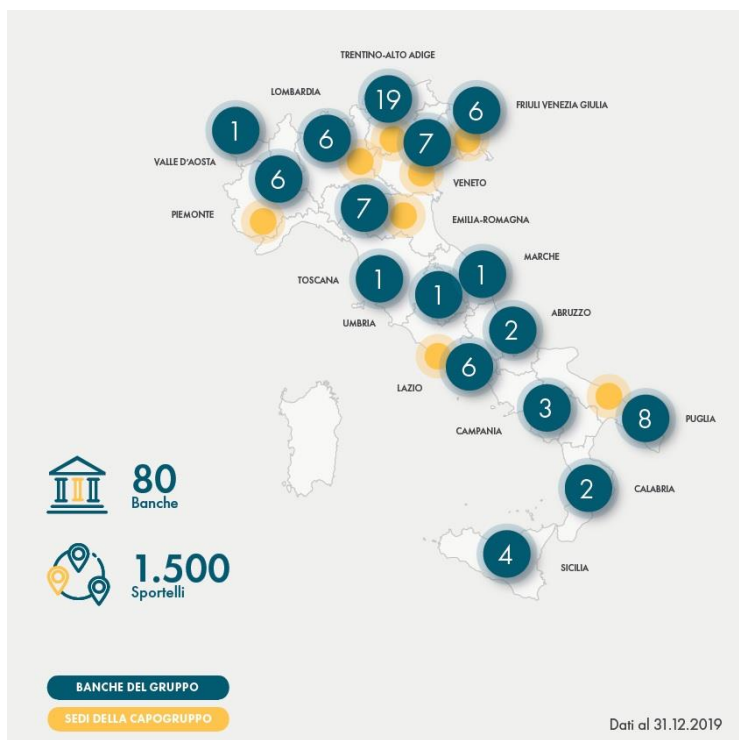 TRENTINO-ALTO ADIGE
LOMBARDIA
19
6
FRIULI VENEZIA GIULIA
1
6
7
VALLE D'AOSTA
6
VENETO
PIEMONTE
7
EMILIA-ROMAGNA
MARCHE
TOSCANA
1
1
1
ABRUZZO
UMBRIA
2
LAZIO
6
CAMPANIA
3
8
PUGLIA
80
Banche
2
CALABRIA
1.500
Sportelli
4
SICILIA
BANCHE DEL GRUPPO
SEDI DELLA CAPOGRUPPO
Dati al 31.12.2019